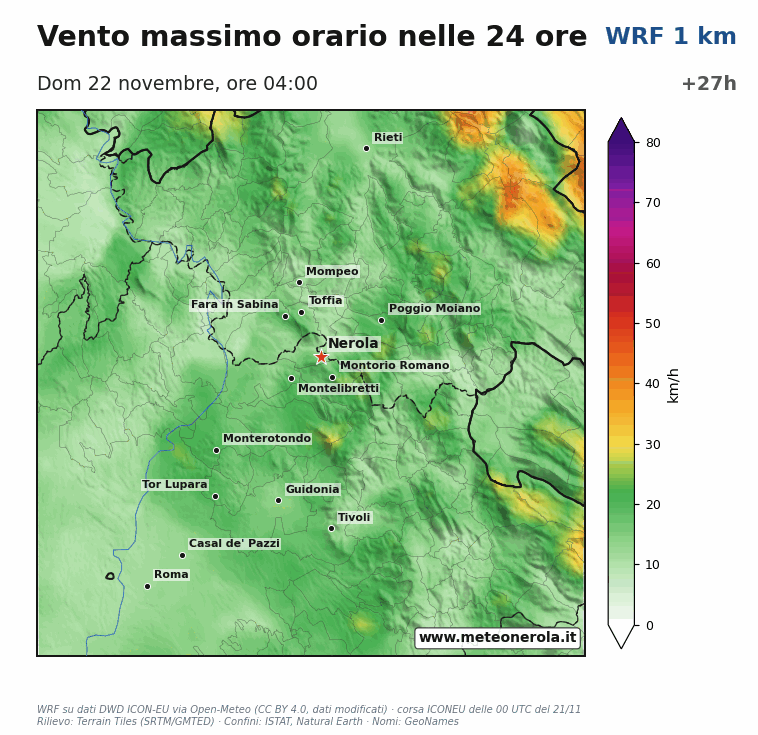 Vento massimo orario nelle 24 ore WRF 1 km
Dom 22 novembre, ore 04:00 +27h
Rieti
Mompeo
Toffia
Fara in Sabina
Poggio Moiano
Nerola
Montorio Romano
Montelibretti
Monterotondo
Tor Lupara
Guidonia
Tivoli
Casal de' Pazzi
Roma
www.meteonerola.it
80
70
60
50
40
30
20
10
0
km/h
WRF su dati DWD ICON-EU via Open-Meteo (CC BY 4.0, dati modificati) · corsa ICONEU delle 00 UTC del 21/11
Rilievo: Terrain Tiles (SRTM/GMTED) · Confini: ISTAT, Natural Earth · Nomi: GeoNames